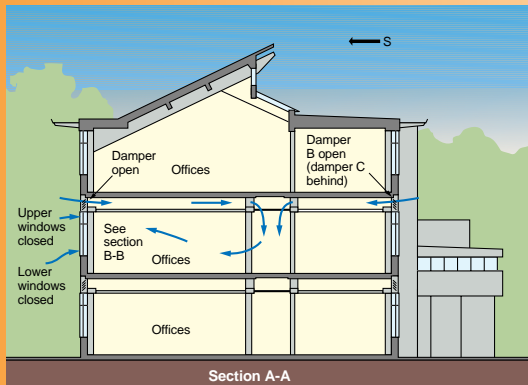 S
Damper
open
Offices
Damper
B open
(damper C
behind)
Upper
windows
closed
See
section
B-B
Offices
Lower
windows
closed
Offices
Section A-A